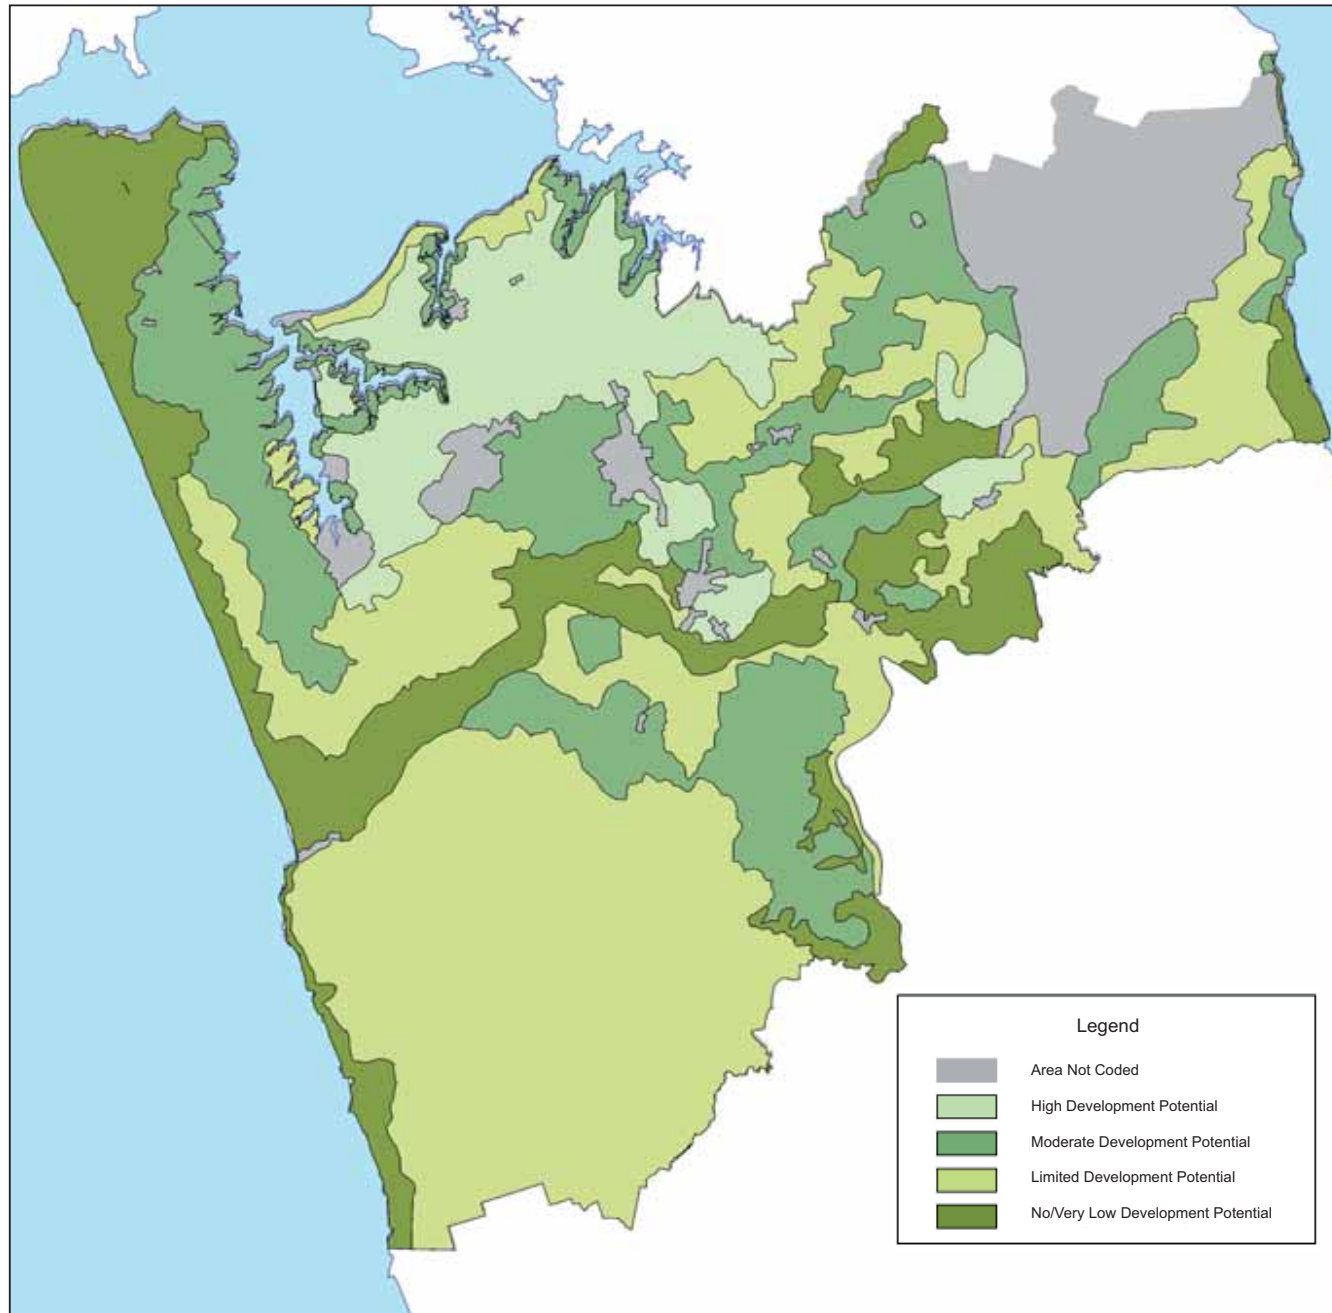 Legend
Area Not Coded
High Development Potential
Moderate Development Potential
Limited Development Potential
No/Very Low Development Potential